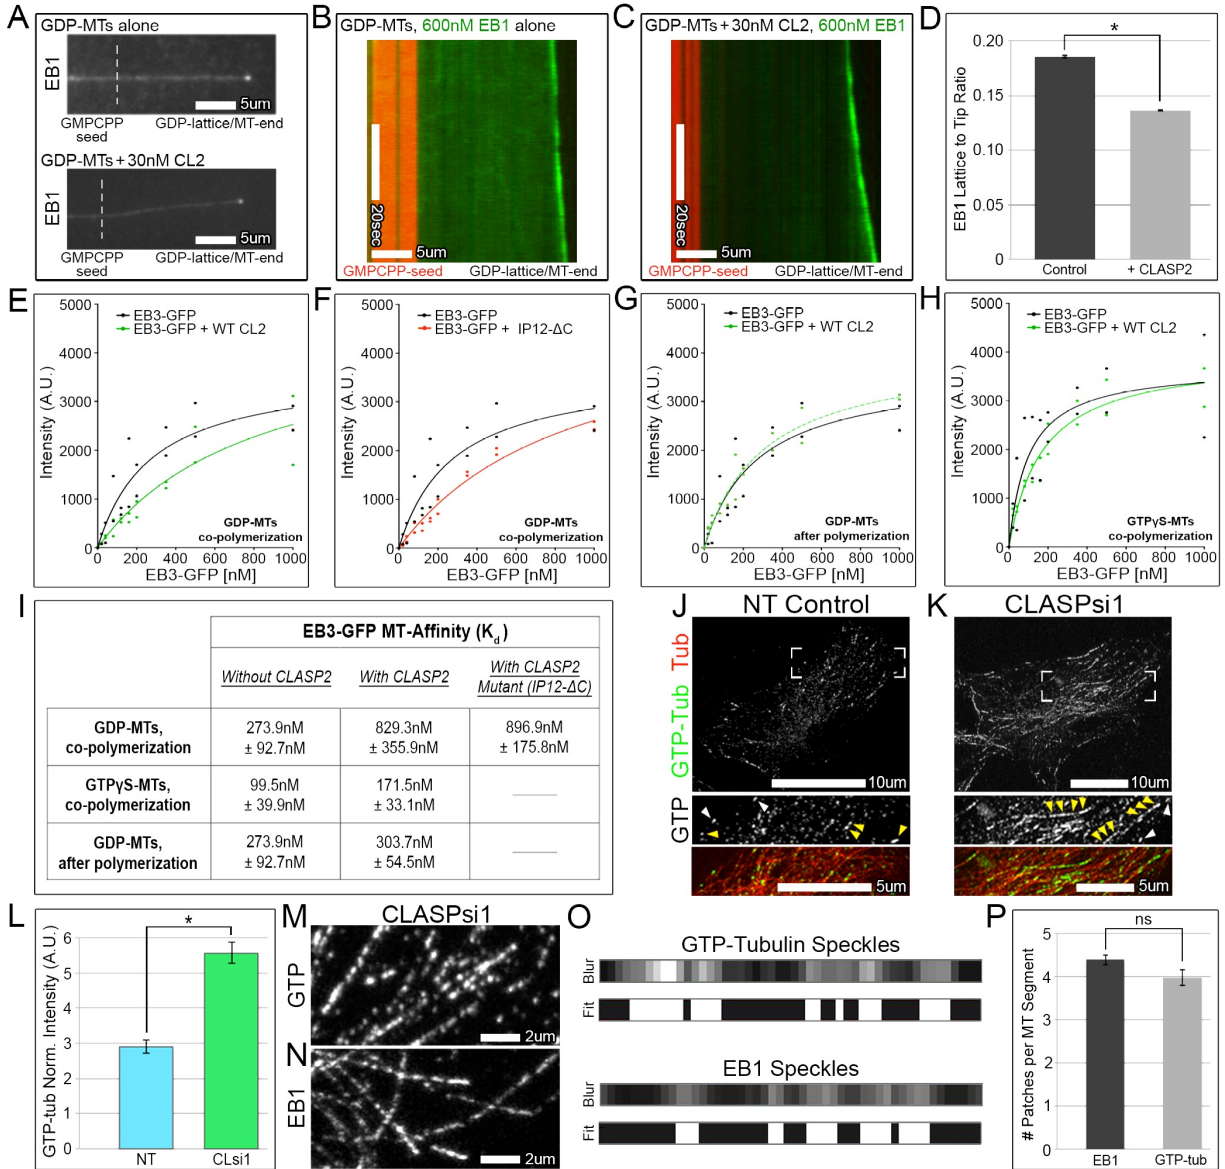 A
GDP-MTs alone
EB1
5um
GMPCPP seed
GDP-lattice/MT-end
GDP-MTs + 30nM CL2
EB1
5um
GMPCPP seed
GDP-lattice/MT-end
B
GDP-MTs, 600nM EB1 alone
20sec
5um
GMPCPP-seed
GDP-lattice/MT-end
C
GDP-MTs + 30nM CL2, 600nM EB1
20sec
5um
GMPCPP-seed
GDP-lattice/MT-end
D
EB1 Lattice to Tip Ratio
0.20
0.15
0.10
0.05
0
*
Control
+ CLASP2
E
Intensity (A.U.)
5000
4000
3000
2000
1000
0
EB3-GFP
EB3-GFP + WT CL2
GDP-MTs
co-polymerization
0 200 400 600 800 1000
EB3-GFP [nM]
F
Intensity (A.U.)
5000
4000
3000
2000
1000
0
EB3-GFP
EB3-GFP + IP12-ΔC
GDP-MTs
co-polymerization
0 200 400 600 800 1000
EB3-GFP [nM]
G
Intensity (A.U.)
5000
4000
3000
2000
1000
0
EB3-GFP
EB3-GFP + WT CL2
GDP-MTs
after polymerization
0 200 400 600 800 1000
EB3-GFP [nM]
H
Intensity (A.U.)
5000
4000
3000
2000
1000
0
EB3-GFP
EB3-GFP + WT CL2
GTPγS-MTs
co-polymerization
0 200 400 600 800 1000
EB3-GFP [nM]
I
EB3-GFP MT-Affinity (Kd)
Without CLASP2
With CLASP2
With CLASP2
Mutant (IP12-ΔC)
GDP-MTs,
co-polymerization
273.9nM
± 92.7nM
829.3nM
± 355.9nM
896.9nM
± 175.8nM
GTPγS-MTs,
co-polymerization
99.5nM
± 39.9nM
171.5nM
± 33.1nM
GDP-MTs,
after polymerization
273.9nM
± 92.7nM
303.7nM
± 54.5nM
J
NT Control
GTP-Tub Tub
10um
GTP
5um
K
CLASPsi1
10um
5um
L
GTP-tub Norm. Intensity (A.U.)
6
5
4
3
2
1
0
*
NT
CLsi1
M
CLASPsi1
GTP
2um
N
EB1
2um
O
GTP-Tubulin Speckles
Blur
Fit
EB1 Speckles
Blur
Fit
P
# Patches per MT Segment
5
4
3
2
1
0
ns
EB1
GTP-tub